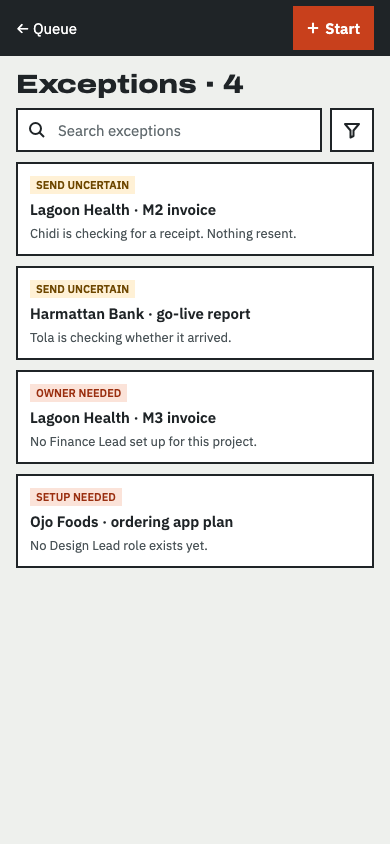 ← Queue
+ Start
Exceptions · 4
Search exceptions
SEND UNCERTAIN
Lagoon Health · M2 invoice
Chidi is checking for a receipt. Nothing resent.
SEND UNCERTAIN
Harmattan Bank · go-live report
Tola is checking whether it arrived.
OWNER NEEDED
Lagoon Health · M3 invoice
No Finance Lead set up for this project.
SETUP NEEDED
Ojo Foods · ordering app plan
No Design Lead role exists yet.